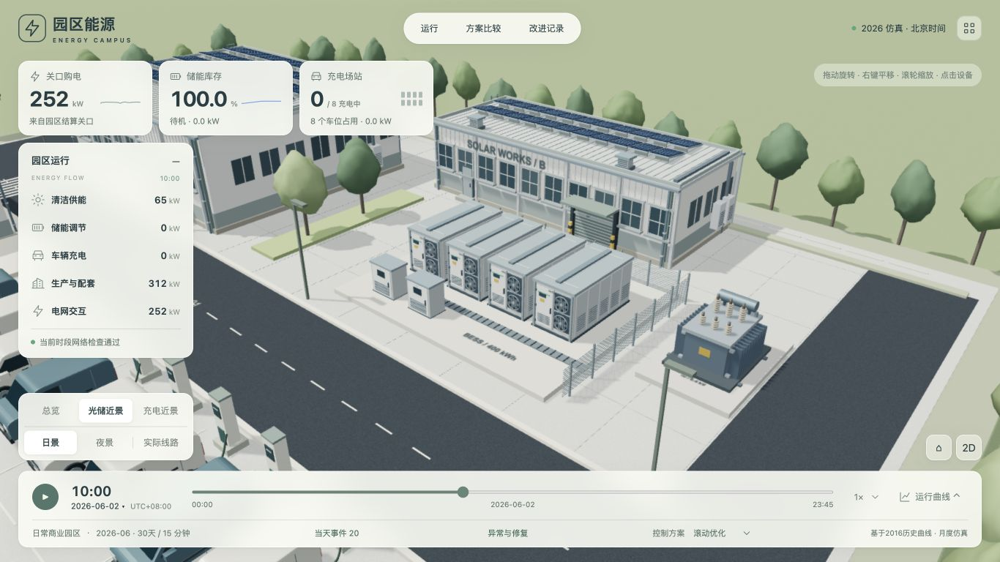 园区能源
ENERGY CAMPUS
运行 方案比较 改进记录
2026 仿真 · 北京时间
拖动旋转 · 右键平移 · 滚轮缩放 · 点击设备
关口购电
252 kW
来自园区结算关口
储能库存
100.0 %
待机 · 0.0 kW
充电场站
0 / 8 充电中
8 个车位占用 · 0.0 kW
园区运行
ENERGY FLOW 10:00
清洁供能 65 kW
储能调节 0 kW
车辆充电 0 kW
生产与配套 312 kW
电网交互 252 kW
当前时段网络检查通过
SOLAR WORKS / B
BESS / 400 kWh
总览 光储近景 充电近景
日景 夜景 实际线路
2D
10:00
2026-06-02 UTC+08:00
00:00 2026-06-02 23:45
1× 运行曲线
日常商业园区 · 2026-06 · 30天 / 15 分钟 当天事件 20 异常与修复 控制方案 滚动优化 基于2016历史曲线 · 月度仿真